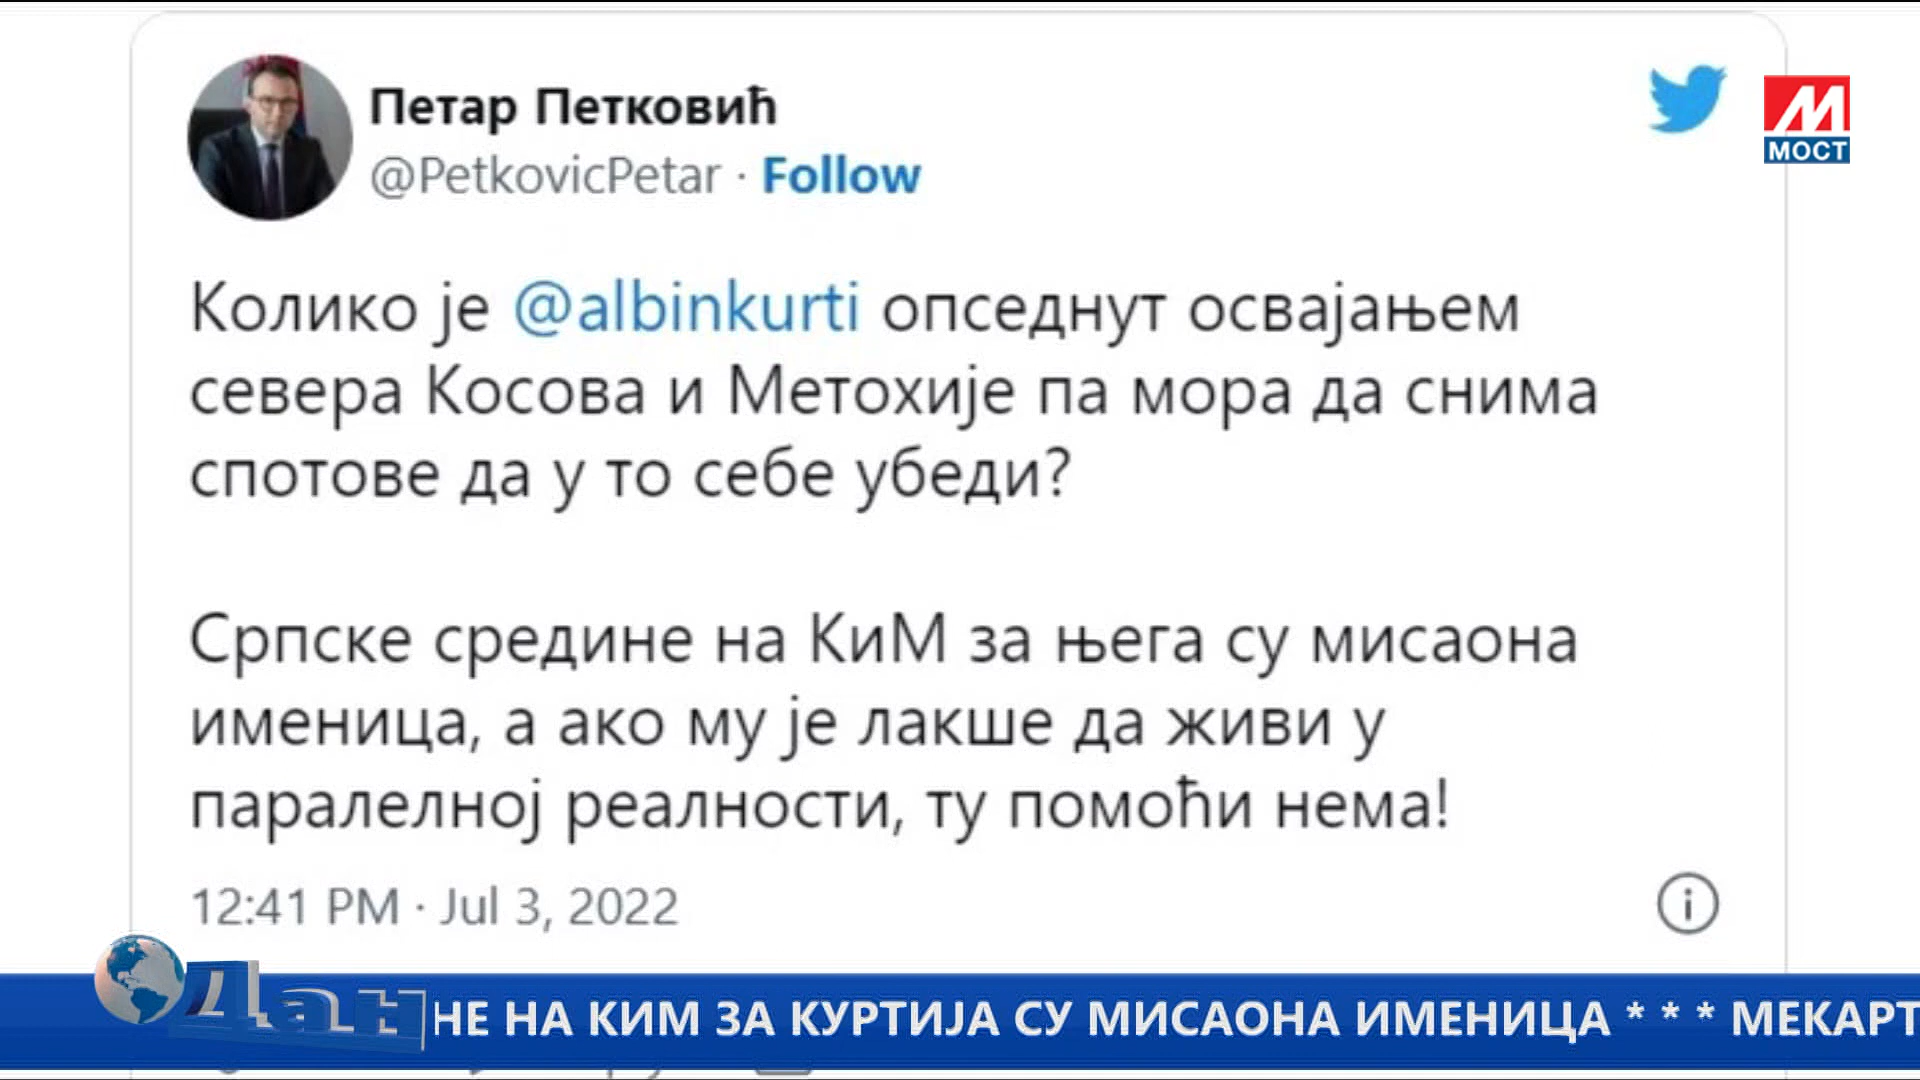 Петар Петковић
@PetkovicPetar · Follow
МОСТ
Колико је @albinkurti опседнут освајањем
севера Косова и Метохије па мора да снима
спотове да у то себе убеди?
Српске средине на КиМ за њега су мисаона
именица, а ако му је лакше да живи у
паралелној реалности, ту помоћи нема!
12:41 PM · Jul 3, 2022
Дан
НЕ НА КИМ ЗА КУРТИЈА СУ МИСАОНА ИМЕНИЦА * * * МЕКАРТ